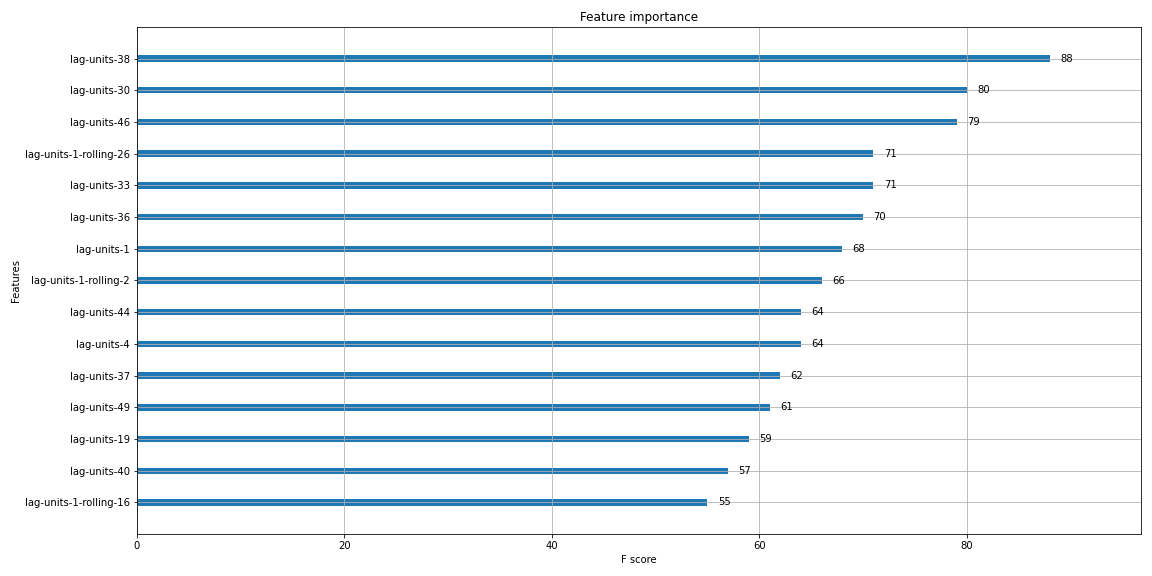 Feature importance
lag-units-38 88
lag-units-30 80
lag-units-46 79
lag-units-1-rolling-26 71
lag-units-33 71
lag-units-36 70
lag-units-1 68
lag-units-1-rolling-2 66
lag-units-44 64
lag-units-4 64
lag-units-37 62
lag-units-49 61
lag-units-19 59
lag-units-40 57
lag-units-1-rolling-16 55
Features
0 20 40 60 80
F score